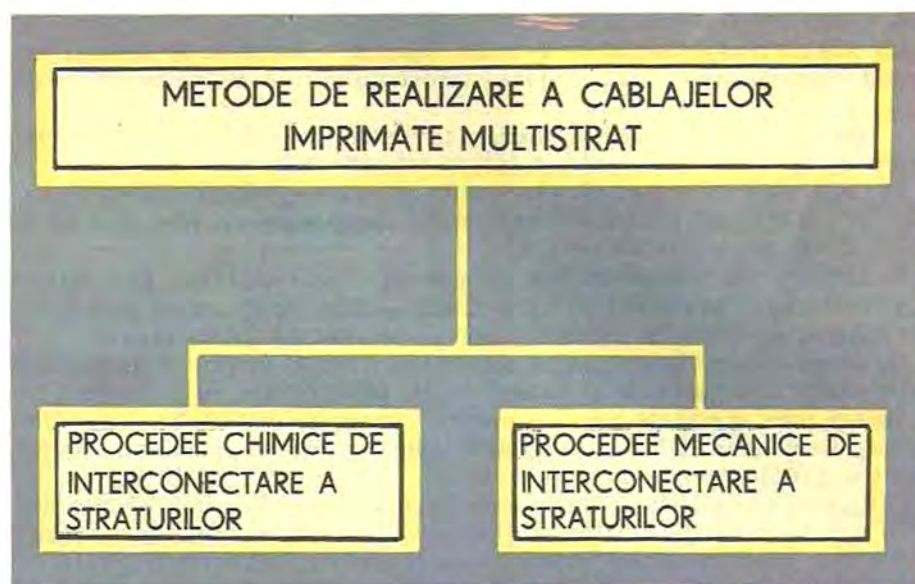 METODE DE REALIZARE A CABLAJELOR
IMPRIMATE MULTISTRAT
PROCEDEE CHIMICE DE
INTERCONECTARE A
STRATURILOR
PROCEDEE MECANICE DE
INTERCONECTARE A
STRATURILOR